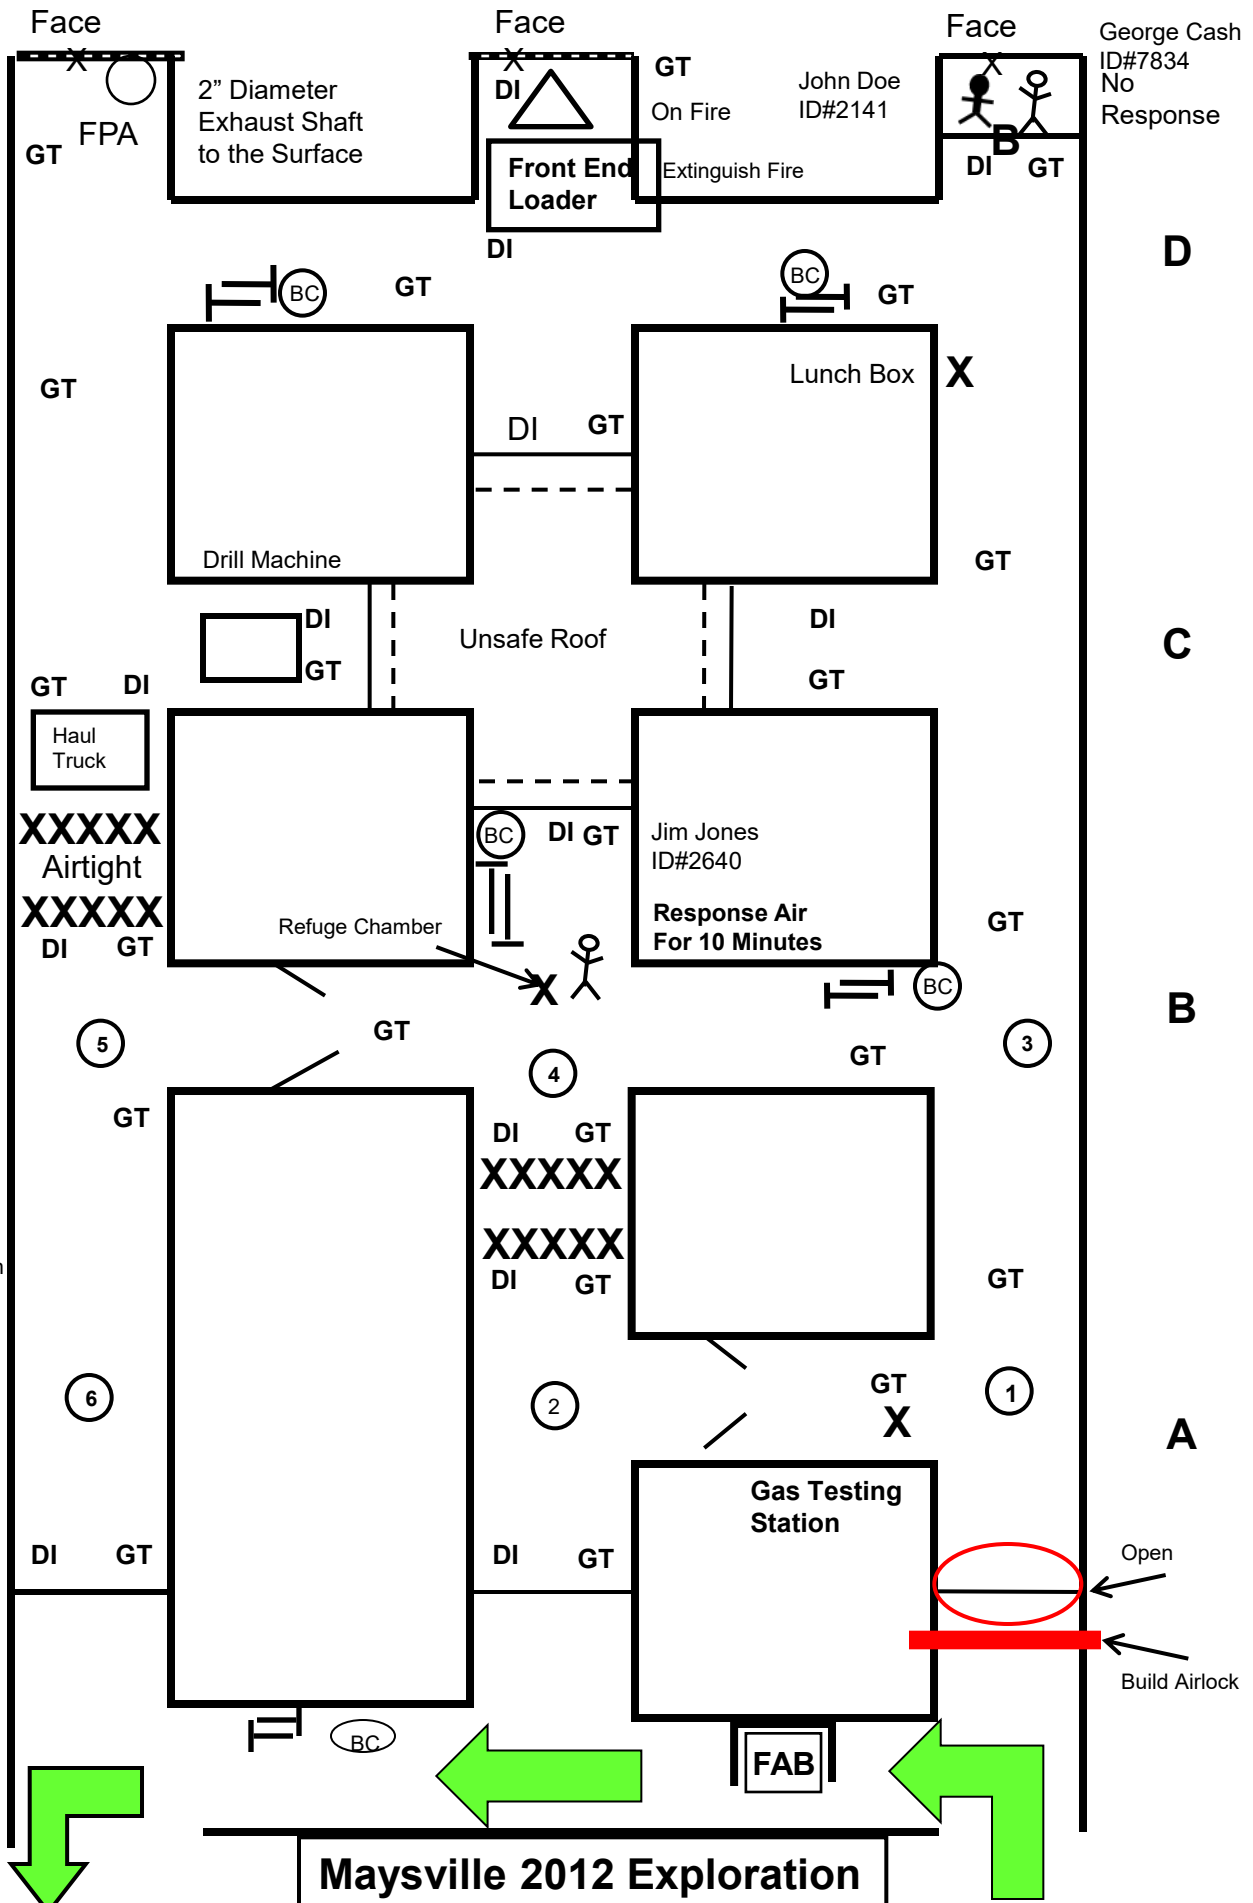 Face
Face
Face
George Cash
ID#7834
No
Response
X
X
X
FPA
GT
2" Diameter
Exhaust Shaft
to the Surface
DI
GT
On Fire
John Doe
ID#2141
B
Front End
Loader
Extinguish Fire
DI
GT
DI
D
BC
GT
BC
GT
GT
Lunch Box
X
DI
GT
Drill Machine
GT
DI
GT
Unsafe Roof
DI
GT
C
GT
DI
Haul
Truck
XXXXX
Airtight
XXXXX
DI
GT
BC
DI
GT
Jim Jones
ID#2640
Response Air
For 10 Minutes
Refuge Chamber
X
GT
BC
B
5
GT
4
GT
3
GT
DI
GT
XXXXX
XXXXX
DI
GT
GT
6
2
GT
X
1
A
Gas Testing
Station
DI
GT
DI
GT
Open
Build Airlock
BC
FAB
Maysville 2012 Exploration